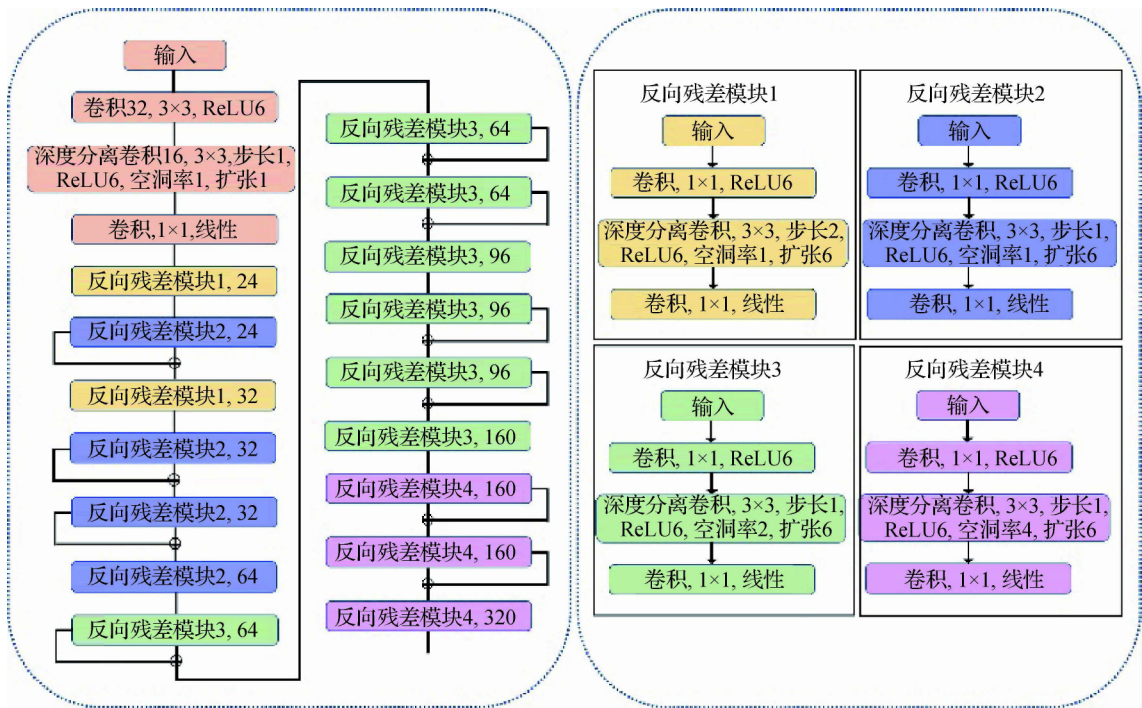 输入
卷积32, 3×3, ReLU6
深度分离卷积16, 3×3,步长1,
ReLU6, 空洞率1, 扩张1
卷积,1×1,线性
反向残差模块1, 24
反向残差模块2, 24
反向残差模块1, 32
反向残差模块2, 32
反向残差模块2, 32
反向残差模块2, 64
反向残差模块3, 64
反向残差模块3, 64
反向残差模块3, 64
反向残差模块3, 96
反向残差模块3, 96
反向残差模块3, 96
反向残差模块3, 160
反向残差模块4, 160
反向残差模块4, 160
反向残差模块4, 320
反向残差模块1
输入
卷积, 1×1, ReLU6
深度分离卷积, 3×3, 步长2,
ReLU6, 空洞率1, 扩张6
卷积, 1×1, 线性
反向残差模块2
输入
卷积, 1×1, ReLU6
深度分离卷积, 3×3, 步长1,
ReLU6, 空洞率1, 扩张6
卷积, 1×1, 线性
反向残差模块3
输入
卷积, 1×1, ReLU6
深度分离卷积, 3×3, 步长1,
ReLU6, 空洞率2, 扩张6
卷积, 1×1, 线性
反向残差模块4
输入
卷积, 1×1, ReLU6
深度分离卷积, 3×3, 步长1,
ReLU6, 空洞率4, 扩张6
卷积, 1×1, 线性